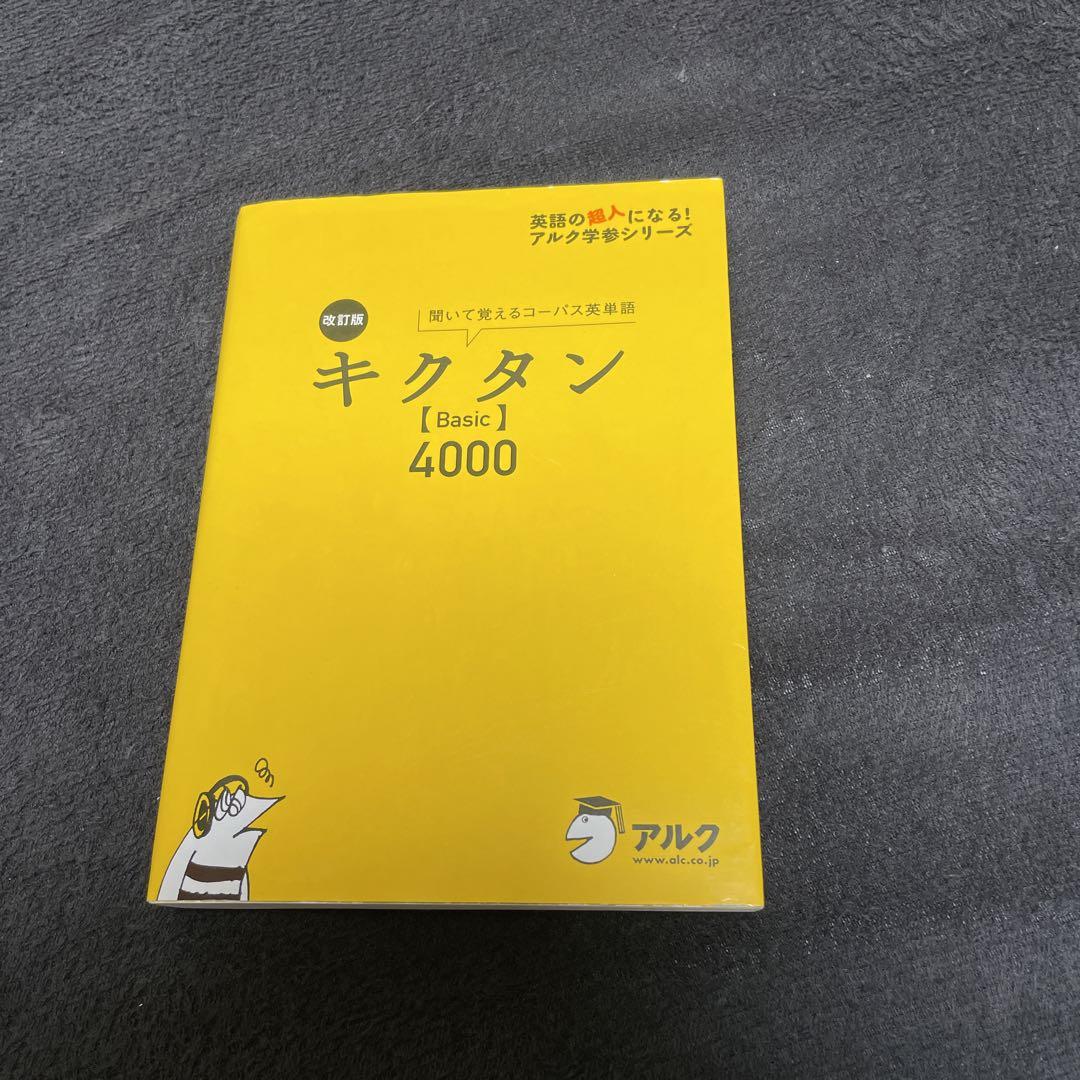 英語の超人になる!
アルク学参シリーズ
改訂版
聞いて覚えるコーパス英単語
キクタン
【Basic】
4000
アルク
www.alc.co.jp